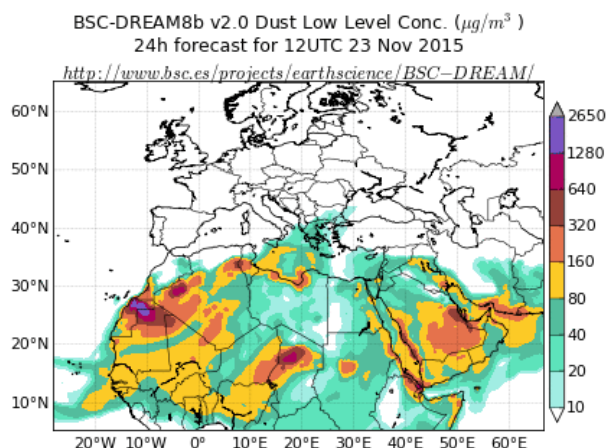 BSC-DREAM8b v2.0 Dust Low Level Conc. (μg/m³ )
24h forecast for 12UTC 23 Nov 2015
http://www.bsc.es/projects/earthscience/BSC−DREAM/
60°N
50°N
40°N
30°N
20°N
10°N
20°W 10°W 0° 10°E 20°E 30°E 40°E 50°E 60°E
2650
1280
640
320
160
80
40
20
10